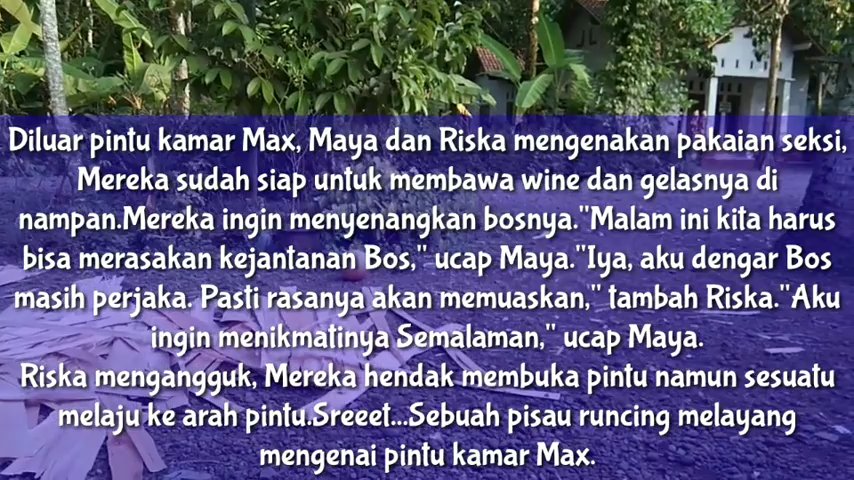 Diluar pintu kamar Max, Maya dan Riska mengenakan pakaian seksi,
Mereka sudah siap untuk membawa wine dan gelasnya di
nampan.Mereka ingin menyenangkan bosnya."Malam ini kita harus
bisa merasakan kejantanan Bos," ucap Maya."Iya, aku dengar Bos
masih perjaka. Pasti rasanya akan memuaskan," tambah Riska."Aku
ingin menikmatinya Semalaman," ucap Maya.
Riska mengangguk, Mereka hendak membuka pintu namun sesuatu
melaju ke arah pintu.Sreeet...Sebuah pisau runcing melayang
mengenai pintu kamar Max.